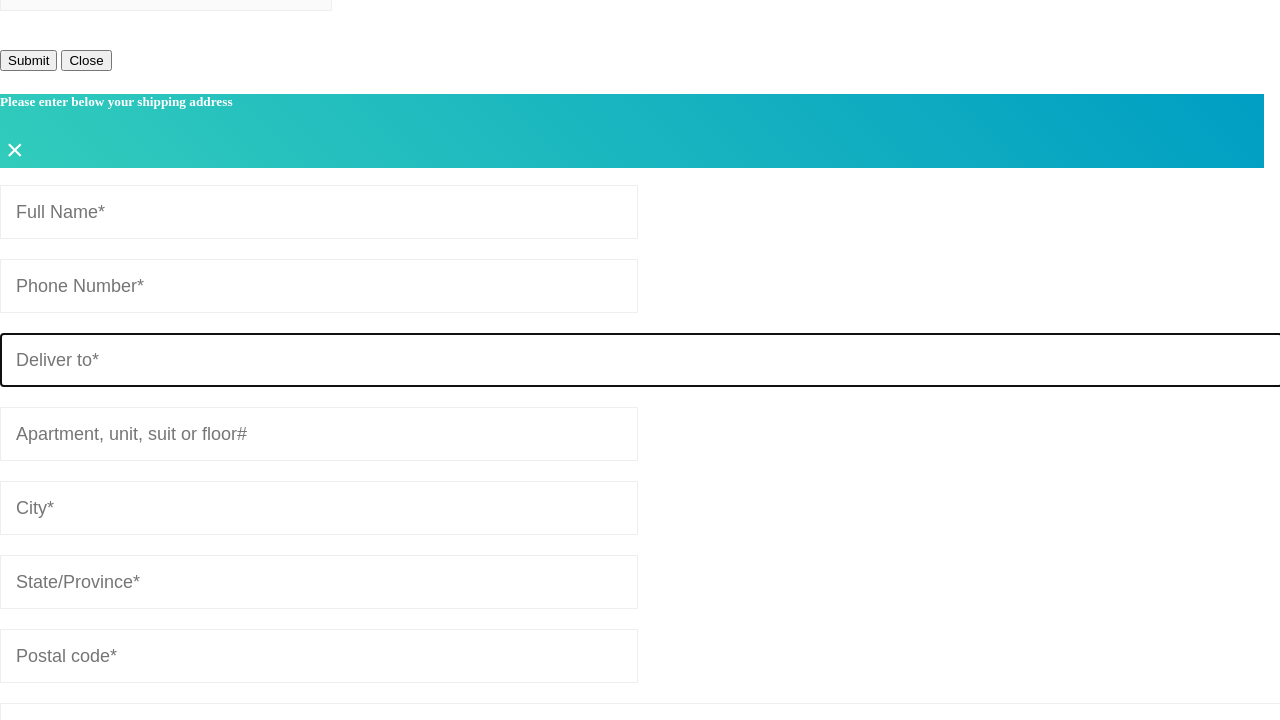 Submit Close
Please enter below your shipping address
×
Full Name*
Phone Number*
Deliver to*
Apartment, unit, suit or floor#
City*
State/Province*
Postal code*